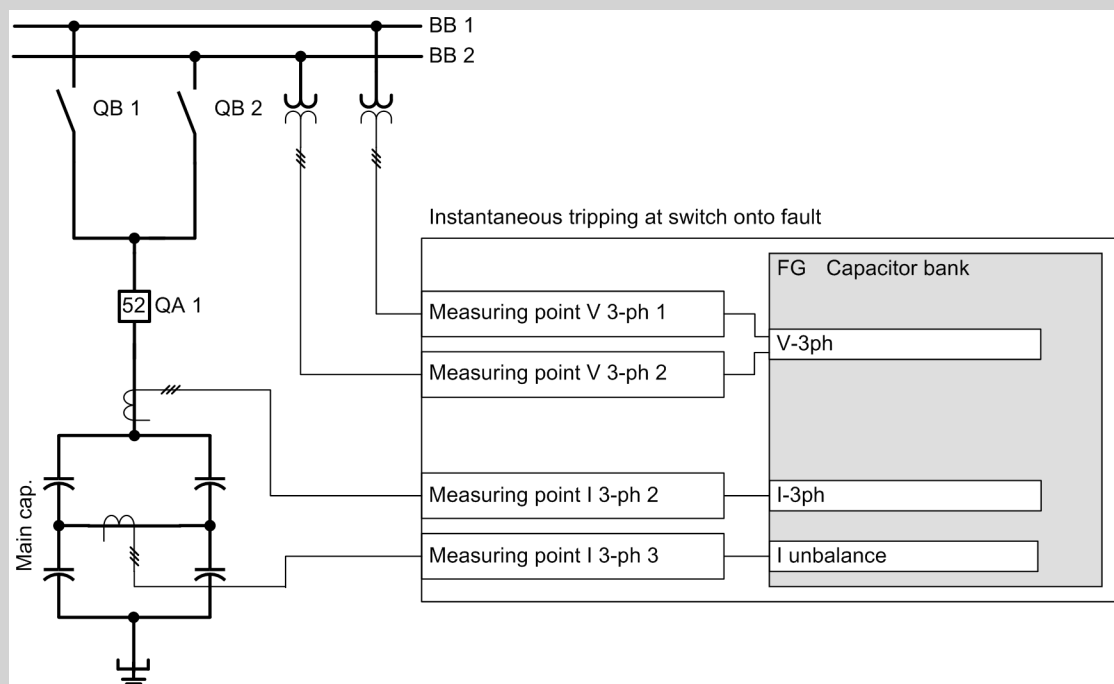 BB 1
BB 2
QB 1
QB 2
Instantaneous tripping at switch onto fault
FG Capacitor bank
52 QA 1
Measuring point V 3-ph 1
V-3ph
Measuring point V 3-ph 2
Main cap.
Measuring point I 3-ph 2
I-3ph
Measuring point I 3-ph 3
I unbalance